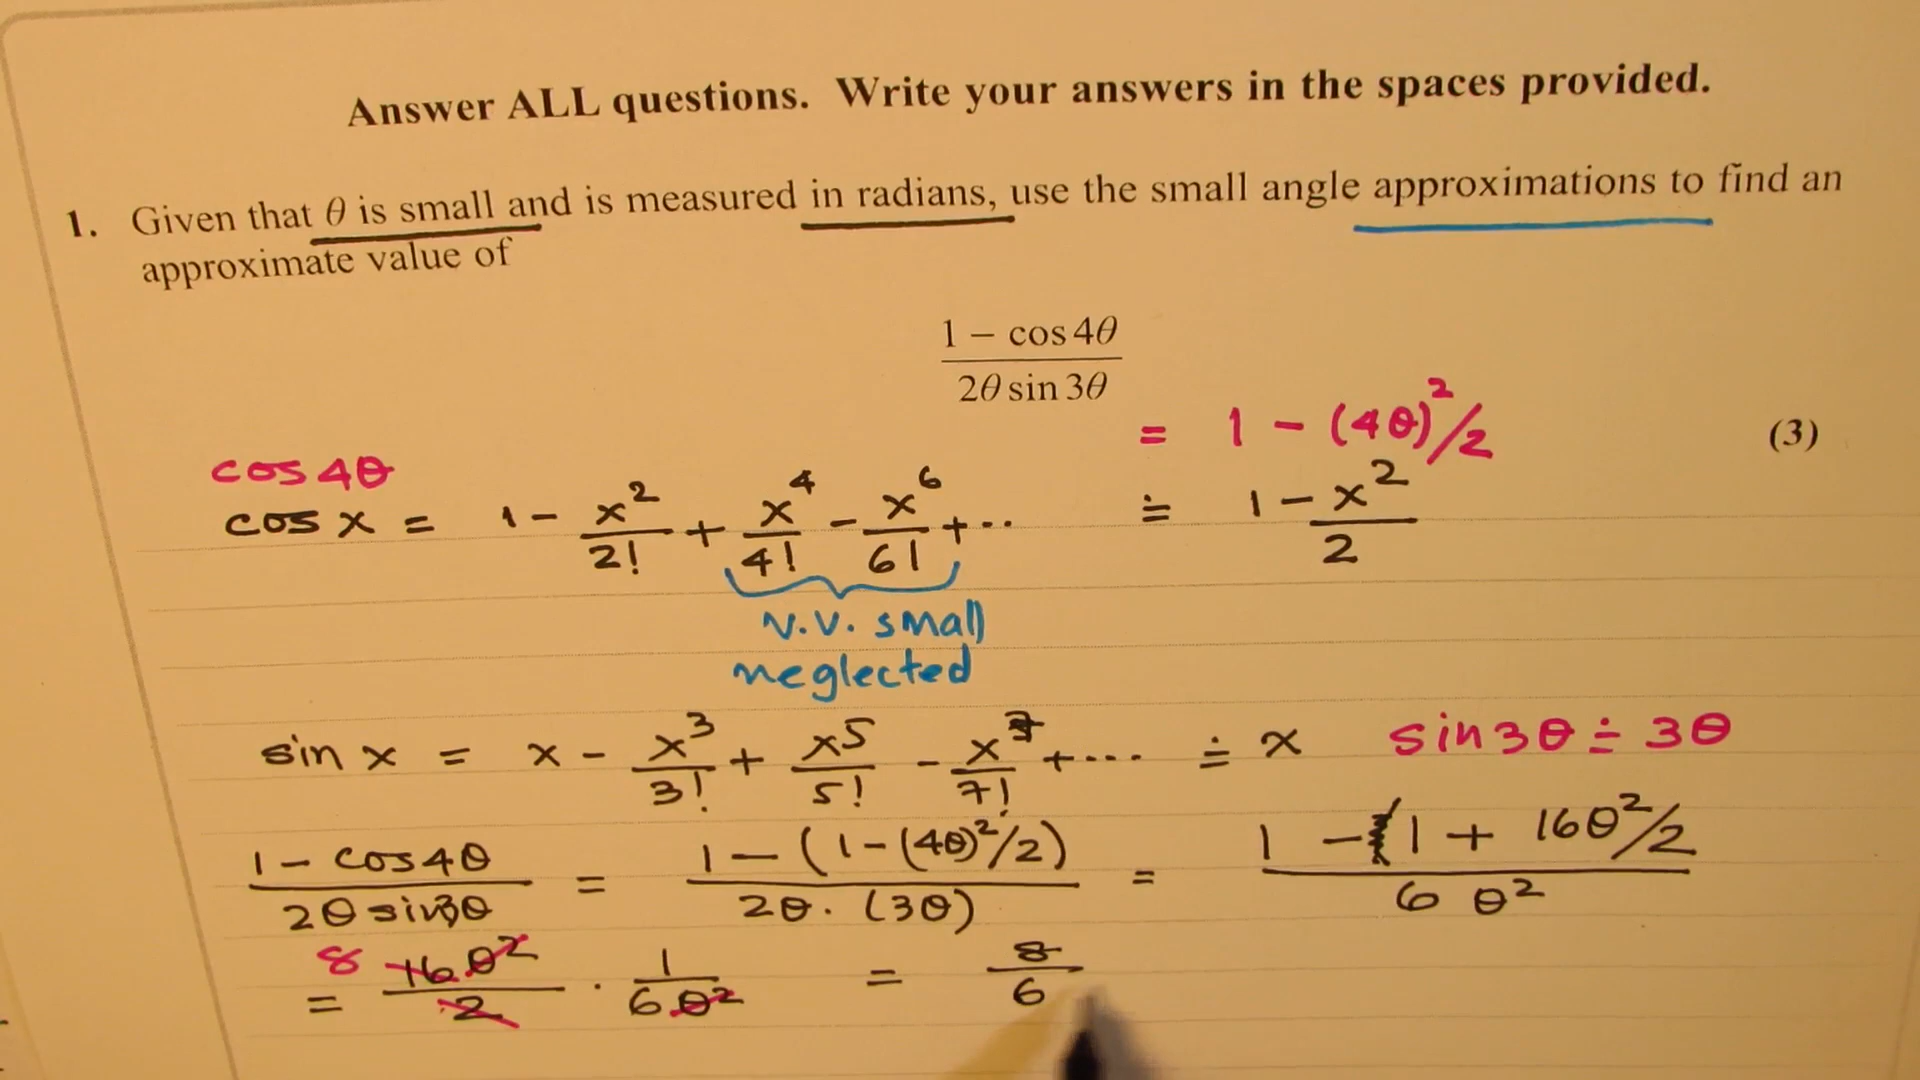 Answer ALL questions. Write your answers in the spaces provided.
1. Given that θ is small and is measured in radians, use the small angle approximations to find an
approximate value of
1 − cos 4θ
2θ sin 3θ
= 1 − (4θ)²/2
(3)
cos 4θ
cos x = 1 − x²/2! + x⁴/4! − x⁶/6! + ·· ≐ 1 − x²/2
v.v. small
neglected
sin x = x − x³/3! + x⁵/5! − x⁷/7! + ···· ≐ x sin 3θ ≐ 3θ
1 − cos 4θ / 2θ sin 3θ = 1 − (1 − (4θ)²/2) / 2θ · (3θ) = 1 − 1 + 16θ²/2 / 6 θ²
= 8 16θ²/2 · 1/6θ² = 8/6